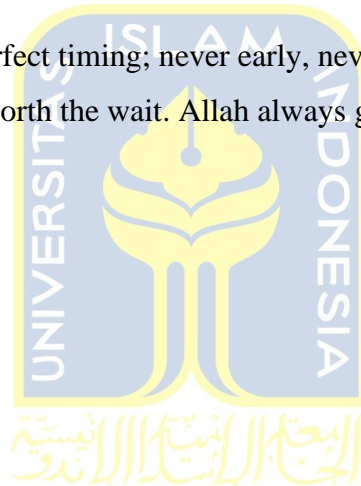 rfect timing; never early, nev
orth the wait. Allah always g
UNIVERSITAS ISLAM INDONESIA